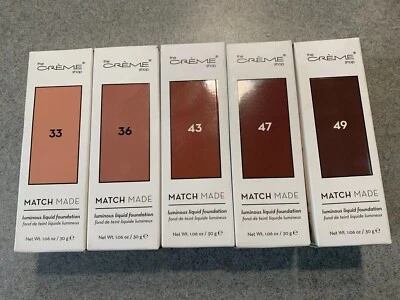 the
CRÈME
shop
33
MATCH MADE
luminous liquid foundation
fond de teint liquide lumineux
Net Wt. 1.06 oz / 30 g e
the
CRÈME
shop
36
MATCH MADE
luminous liquid foundation
fond de teint liquide lumineux
Net Wt. 1.06 oz / 30 g e
the
CRÈME
shop
43
MATCH MADE
luminous liquid foundation
fond de teint liquide lumineux
Net Wt. 1.06 oz / 30 g e
the
CRÈME
shop
47
MATCH MADE
luminous liquid foundation
fond de teint liquide lumineux
Net Wt. 1.06 oz / 30 g e
the
CRÈME
shop
49
MATCH MADE
luminous liquid foundation
fond de teint liquide lumineux
Net Wt. 1.06 oz / 30 g e